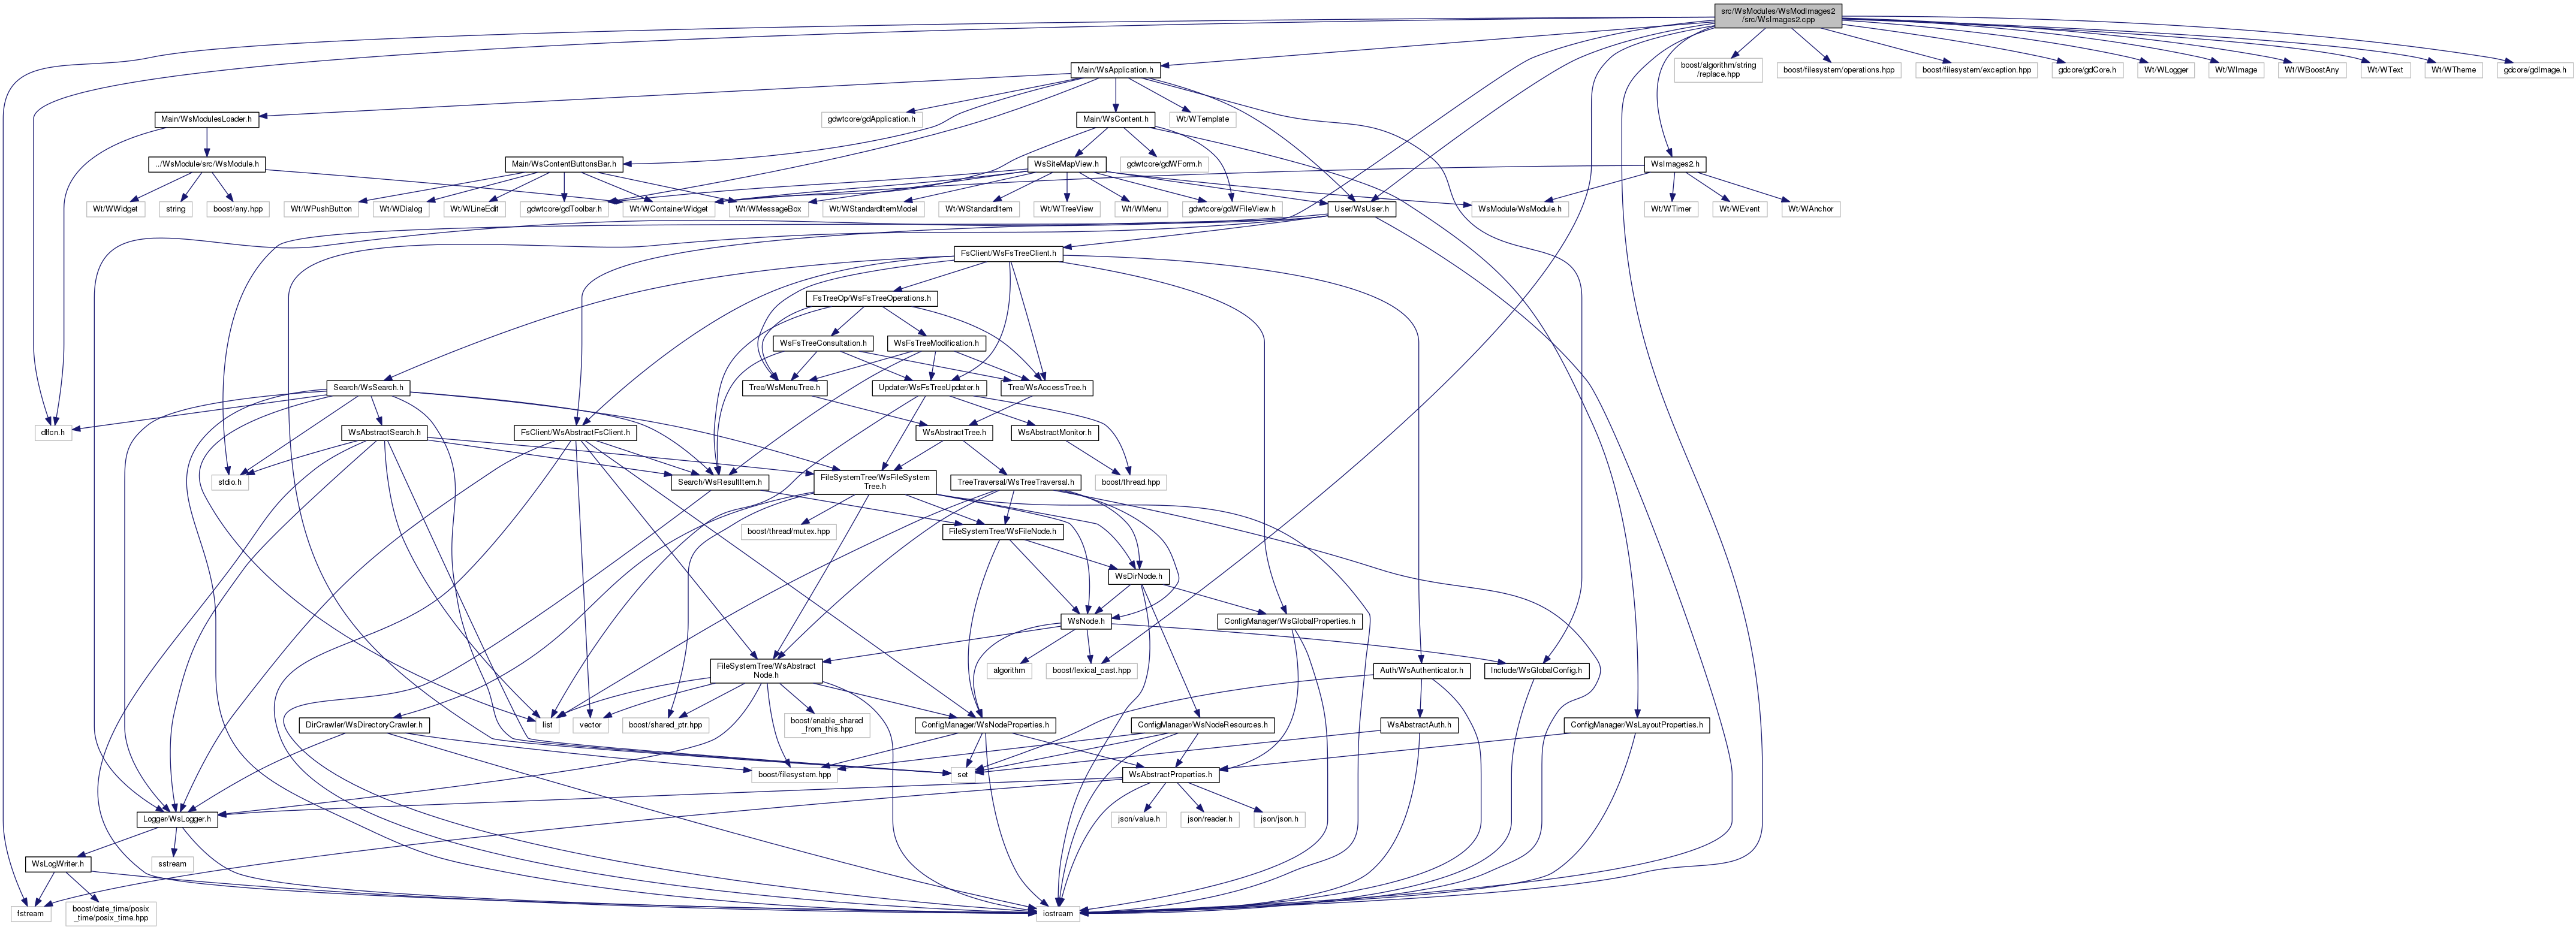 src/WsModules/WsModImages2
/src/WsImages2.cpp
Main/WsApplication.h
boost/algorithm/string
/replace.hpp
boost/filesystem/operations.hpp
boost/filesystem/exception.hpp
gdcore/gdCore.h
Wt/WLogger
Wt/WImage
Wt/WBoostAny
Wt/WText
Wt/WTheme
gdcore/gdImage.h
Main/WsModulesLoader.h
gdwtcore/gdApplication.h
Main/WsContent.h
Wt/WTemplate
../WsModule/src/WsModule.h
Main/WsContentButtonsBar.h
WsSiteMapView.h
gdwtcore/gdWForm.h
WsImages2.h
Wt/WWidget
string
boost/any.hpp
Wt/WPushButton
Wt/WDialog
Wt/WLineEdit
gdwtcore/gdToolbar.h
Wt/WContainerWidget
Wt/WMessageBox
Wt/WStandardItemModel
Wt/WStandardItem
Wt/WTreeView
Wt/WMenu
gdwtcore/gdWFileView.h
User/WsUser.h
WsModule/WsModule.h
Wt/WTimer
Wt/WEvent
Wt/WAnchor
FsClient/WsFsTreeClient.h
FsTreeOp/WsFsTreeOperations.h
WsFsTreeConsultation.h
WsFsTreeModification.h
Search/WsSearch.h
Tree/WsMenuTree.h
Updater/WsFsTreeUpdater.h
Tree/WsAccessTree.h
dlfcn.h
WsAbstractSearch.h
FsClient/WsAbstractFsClient.h
WsAbstractTree.h
WsAbstractMonitor.h
stdio.h
Search/WsResultItem.h
FileSystemTree/WsFileSystem
Tree.h
TreeTraversal/WsTreeTraversal.h
boost/thread.hpp
boost/thread/mutex.hpp
FileSystemTree/WsFileNode.h
WsDirNode.h
WsNode.h
ConfigManager/WsGlobalProperties.h
FileSystemTree/WsAbstract
Node.h
algorithm
boost/lexical_cast.hpp
Auth/WsAuthenticator.h
Include/WsGlobalConfig.h
DirCrawler/WsDirectoryCrawler.h
list
vector
boost/shared_ptr.hpp
boost/enable_shared
_from_this.hpp
ConfigManager/WsNodeProperties.h
ConfigManager/WsNodeResources.h
WsAbstractAuth.h
ConfigManager/WsLayoutProperties.h
boost/filesystem.hpp
set
WsAbstractProperties.h
Logger/WsLogger.h
json/value.h
json/reader.h
json/json.h
WsLogWriter.h
sstream
fstream
boost/date_time/posix
_time/posix_time.hpp
iostream